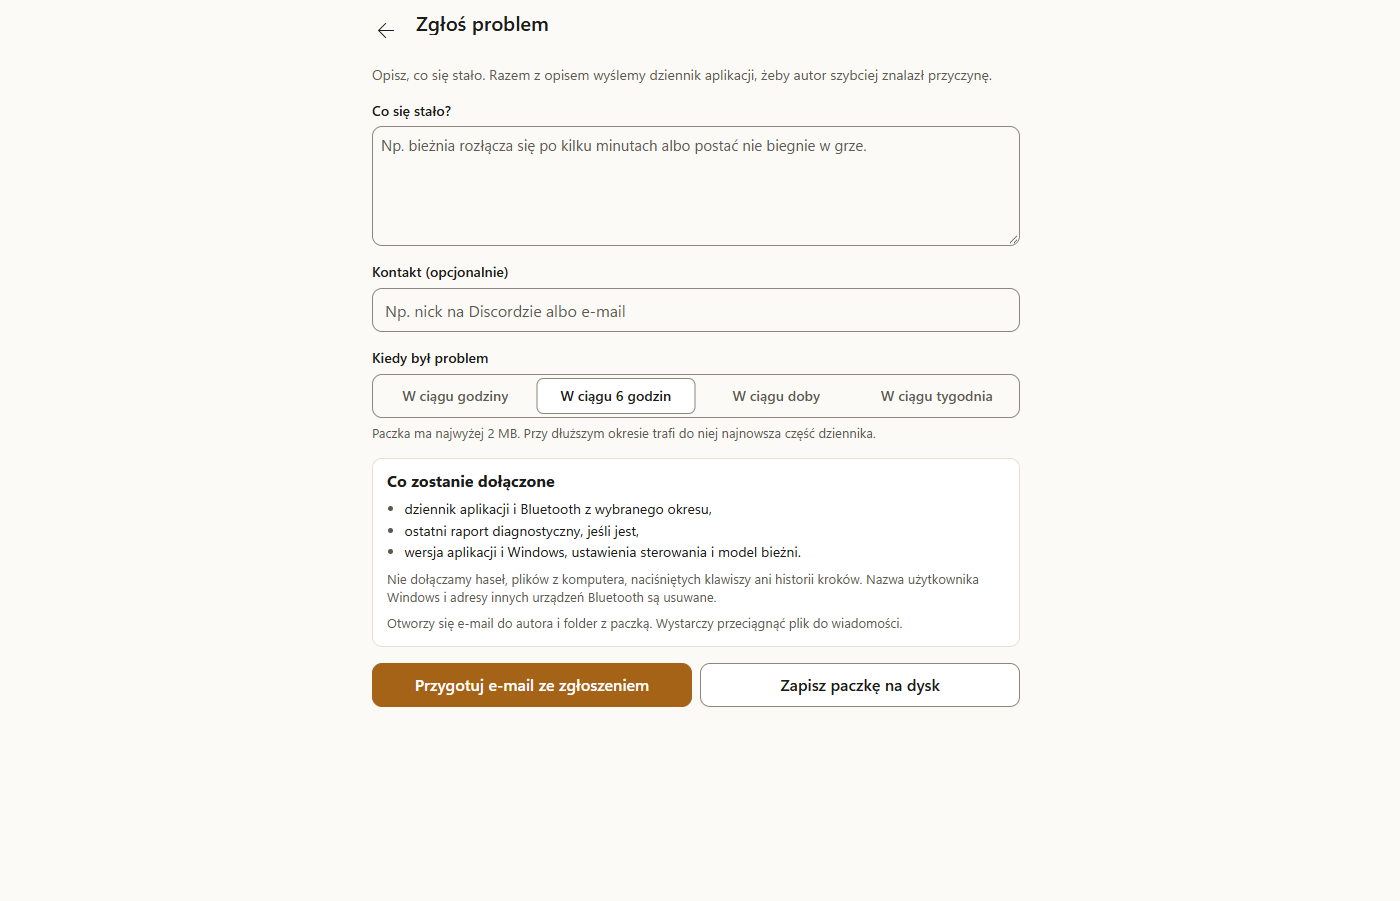 Zgłoś problem
Opisz, co się stało. Razem z opisem wyślemy dziennik aplikacji, żeby autor szybciej znalazł przyczynę.
Co się stało?
Np. bieżnia rozłącza się po kilku minutach albo postać nie biegnie w grze.
Kontakt (opcjonalnie)
Np. nick na Discordzie albo e-mail
Kiedy był problem
W ciągu godziny W ciągu 6 godzin W ciągu doby W ciągu tygodnia
Paczka ma najwyżej 2 MB. Przy dłuższym okresie trafi do niej najnowsza część dziennika.
Co zostanie dołączone
• dziennik aplikacji i Bluetooth z wybranego okresu,
• ostatni raport diagnostyczny, jeśli jest,
• wersja aplikacji i Windows, ustawienia sterowania i model bieżni.
Nie dołączamy haseł, plików z komputera, naciśniętych klawiszy ani historii kroków. Nazwa użytkownika
Windows i adresy innych urządzeń Bluetooth są usuwane.
Otworzy się e-mail do autora i folder z paczką. Wystarczy przeciągnąć plik do wiadomości.
Przygotuj e-mail ze zgłoszeniem Zapisz paczkę na dysk